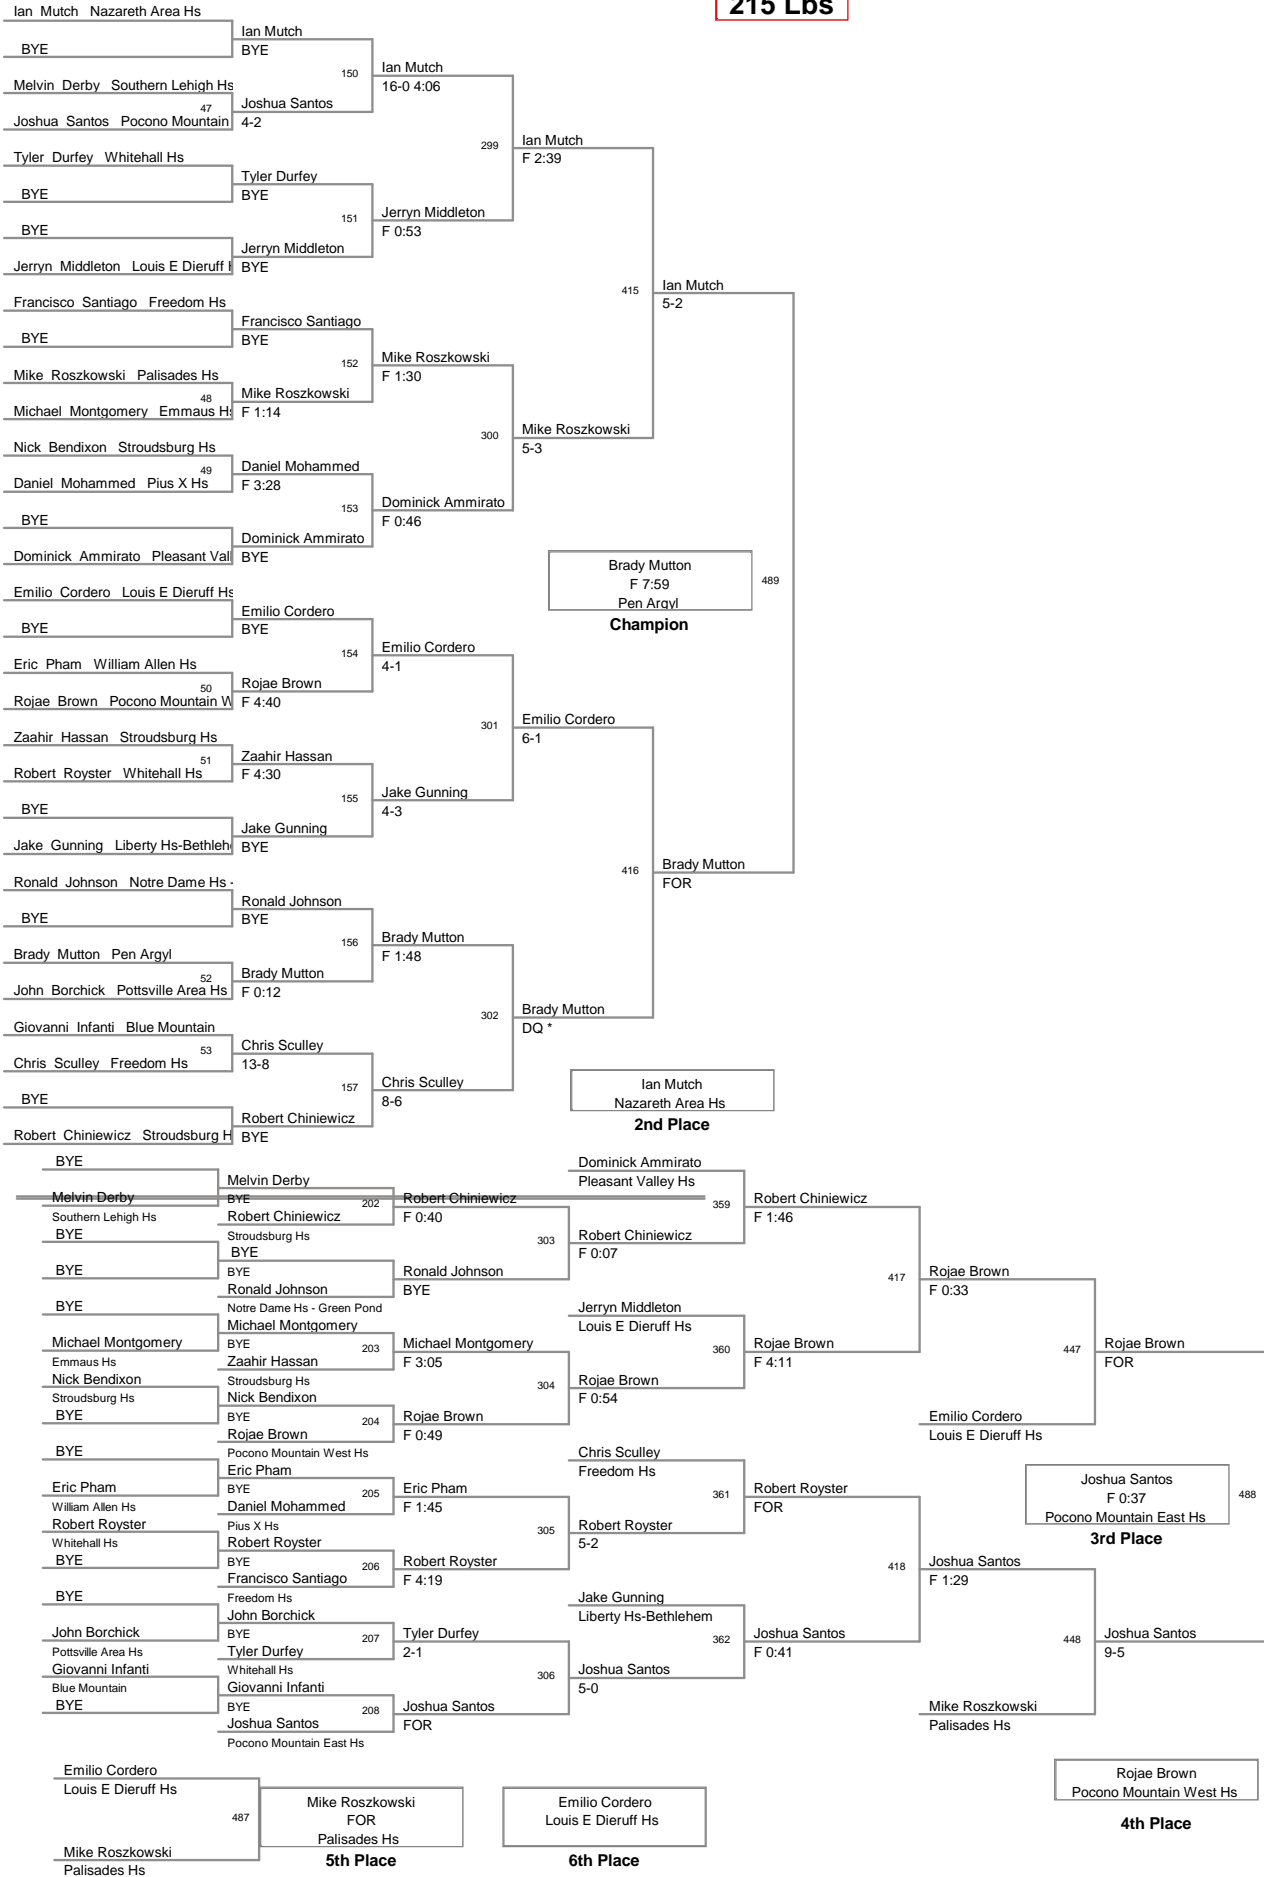 215 Lbs
Ian Mutch Nazareth Area Hs
BYE
Melvin Derby Southern Lehigh Hs
47
Joshua Santos Pocono Mountain
Tyler Durfey Whitehall Hs
BYE
BYE
Jerryn Middleton Louis E Dieruff
Francisco Santiago Freedom Hs
BYE
Mike Roszkowski Palisades Hs
48
Michael Montgomery Emmaus Hs
Nick Bendixon Stroudsburg Hs
49
Daniel Mohammed Pius X Hs
BYE
Dominick Ammirato Pleasant Vall
Emilio Cordero Louis E Dieruff Hs
BYE
Eric Pham William Allen Hs
50
Rojae Brown Pocono Mountain W
Zaahir Hassan Stroudsburg Hs
51
Robert Royster Whitehall Hs
BYE
Jake Gunning Liberty Hs-Bethleh
Ronald Johnson Notre Dame Hs -
BYE
Brady Mutton Pen Argyl
52
John Borchick Pottsville Area Hs
Giovanni Infanti Blue Mountain
53
Chris Sculley Freedom Hs
BYE
Robert Chiniewicz Stroudsburg H
Ian Mutch
BYE
150
Joshua Santos
4-2
Tyler Durfey
BYE
151
Jerryn Middleton
BYE
Francisco Santiago
BYE
152
Mike Roszkowski
F 1:14
Daniel Mohammed
F 3:28
153
Dominick Ammirato
BYE
Emilio Cordero
BYE
154
Rojae Brown
F 4:40
Zaahir Hassan
F 4:30
155
Jake Gunning
BYE
Ronald Johnson
BYE
156
Brady Mutton
F 0:12
Chris Sculley
13-8
157
Robert Chiniewicz
BYE
Ian Mutch
16-0 4:06
299
Jerryn Middleton
F 0:53
Mike Roszkowski
F 1:30
300
Dominick Ammirato
F 0:46
Emilio Cordero
4-1
301
Jake Gunning
4-3
Brady Mutton
F 1:48
302
Chris Sculley
8-6
Ian Mutch
F 2:39
415
Mike Roszkowski
5-3
Emilio Cordero
6-1
416
Brady Mutton
DQ *
Ian Mutch
5-2
Brady Mutton
FOR
Brady Mutton
F 7:59
Pen Argyl
489
Champion
Ian Mutch
Nazareth Area Hs
2nd Place
BYE
Melvin Derby
Southern Lehigh Hs
BYE
BYE
BYE
Michael Montgomery
Emmaus Hs
Nick Bendixon
Stroudsburg Hs
BYE
BYE
Eric Pham
William Allen Hs
Robert Royster
Whitehall Hs
BYE
BYE
John Borchick
Pottsville Area Hs
Giovanni Infanti
Blue Mountain
BYE
Melvin Derby
BYE
202
Robert Chiniewicz
Stroudsburg Hs
BYE
BYE
Ronald Johnson
Notre Dame Hs - Green Pond
Michael Montgomery
BYE
203
Zaahir Hassan
Stroudsburg Hs
Nick Bendixon
BYE
204
Rojae Brown
Pocono Mountain West Hs
Eric Pham
BYE
205
Daniel Mohammed
Pius X Hs
Robert Royster
BYE
206
Francisco Santiago
Freedom Hs
John Borchick
BYE
207
Tyler Durfey
Whitehall Hs
Giovanni Infanti
BYE
208
Joshua Santos
Pocono Mountain East Hs
Robert Chiniewicz
F 0:40
303
Ronald Johnson
BYE
Michael Montgomery
F 3:05
304
Rojae Brown
F 0:49
Eric Pham
F 1:45
305
Robert Royster
F 4:19
Tyler Durfey
2-1
306
Joshua Santos
FOR
Dominick Ammirato
Pleasant Valley Hs
359
Robert Chiniewicz
F 0:07
Jerryn Middleton
Louis E Dieruff Hs
360
Rojae Brown
F 0:54
Chris Sculley
Freedom Hs
361
Robert Royster
5-2
Jake Gunning
Liberty Hs-Bethlehem
362
Joshua Santos
5-0
Robert Chiniewicz
F 1:46
417
Rojae Brown
F 4:11
Robert Royster
FOR
418
Joshua Santos
F 0:41
Rojae Brown
F 0:33
447
Emilio Cordero
Louis E Dieruff Hs
Joshua Santos
F 1:29
448
Mike Roszkowski
Palisades Hs
Rojae Brown
FOR
Joshua Santos
F 0:37
Pocono Mountain East Hs
488
3rd Place
Joshua Santos
9-5
Rojae Brown
Pocono Mountain West Hs
4th Place
Emilio Cordero
Louis E Dieruff Hs
487
Mike Roszkowski
Palisades Hs
Mike Roszkowski
FOR
Palisades Hs
5th Place
Emilio Cordero
Louis E Dieruff Hs
6th Place